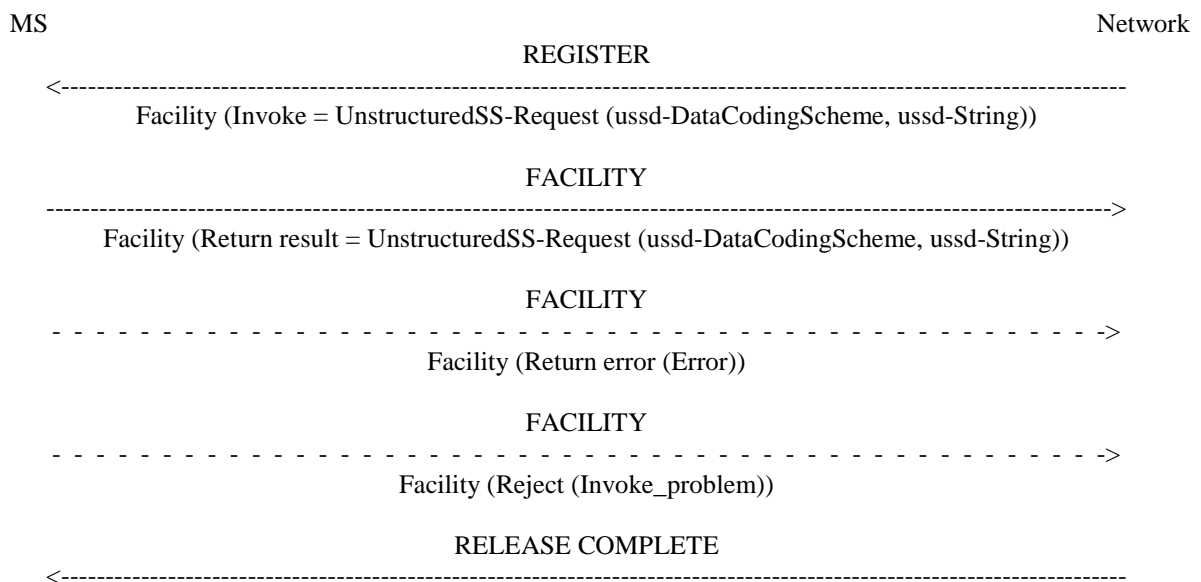 MS Network
REGISTER
<------------------------------------------------------------------------------------------------------------------------
Facility (Invoke = UnstructuredSS-Request (ussd-DataCodingScheme, ussd-String))
FACILITY
------------------------------------------------------------------------------------------------------------------------>
Facility (Return result = UnstructuredSS-Request (ussd-DataCodingScheme, ussd-String))
FACILITY
- - - - - - - - - - - - - - - - - - - - - - - - - - - - - - - - - - - - - - - - - - - - - - - ->
Facility (Return error (Error))
FACILITY
- - - - - - - - - - - - - - - - - - - - - - - - - - - - - - - - - - - - - - - - - - - - - - - ->
Facility (Reject (Invoke_problem))
RELEASE COMPLETE
<------------------------------------------------------------------------------------------------------------------------